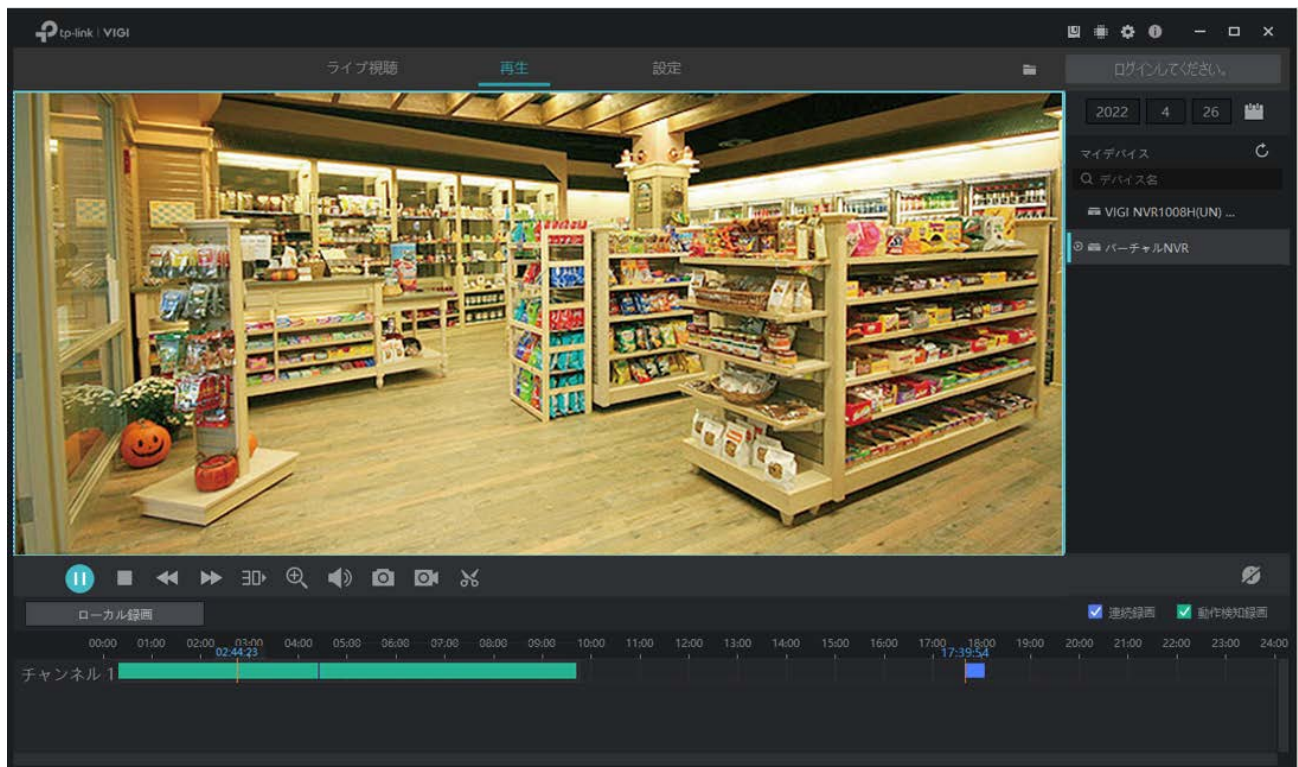 tp-link | VIGI
ライブ視聴 再生 設定 ログインしてください。
2022 4 26
マイデバイス
デバイス名
VIGI NVR1008H(UN) ...
バーチャルNVR
30
ローカル録画 連続録画 動作検知録画
00:00 01:00 02:00 03:00 04:00 05:00 06:00 07:00 08:00 09:00 10:00 11:00 12:00 13:00 14:00 15:00 16:00 17:00 18:00 19:00 20:00 21:00 22:00 23:00 24:00
02:44:23 17:39:54
チャンネル 1